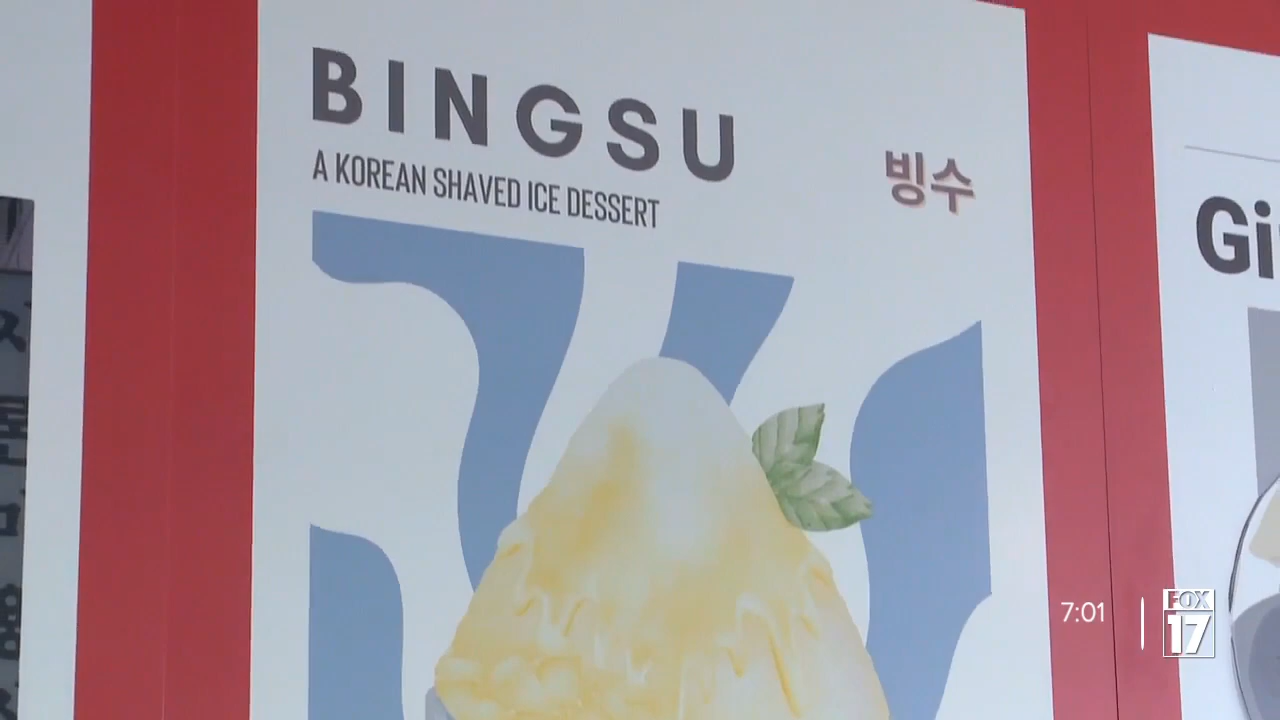 BINGSU
A KOREAN SHAVED ICE DESSERT
빙수
7:01
FOX
17